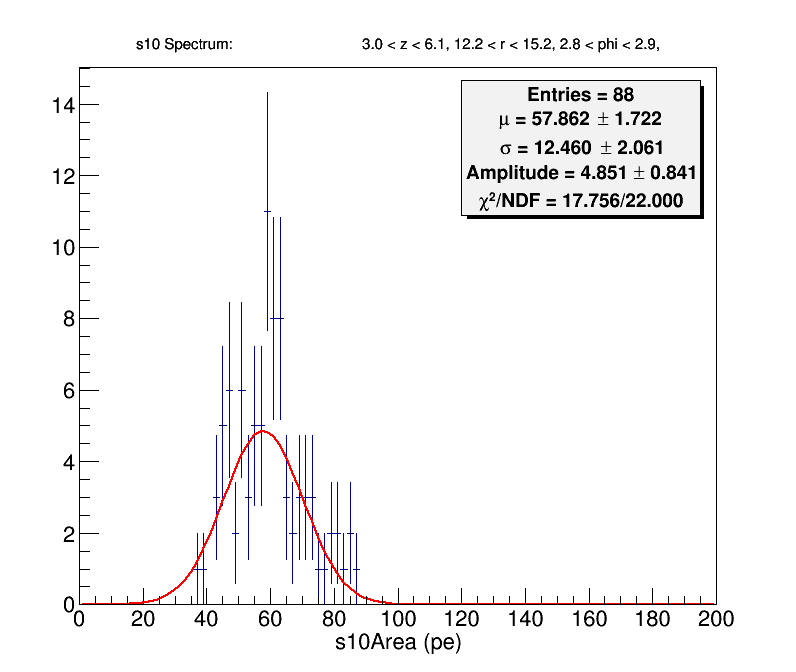 s10 Spectrum: 3.0 < z < 6.1, 12.2 < r < 15.2, 2.8 < phi < 2.9,
Entries = 88
μ = 57.862 ± 1.722
σ = 12.460 ± 2.061
Amplitude = 4.851 ± 0.841
χ²/NDF = 17.756/22.000
14
12
10
8
6
4
2
0
0 20 40 60 80 100 120 140 160 180 200
s10Area (pe)